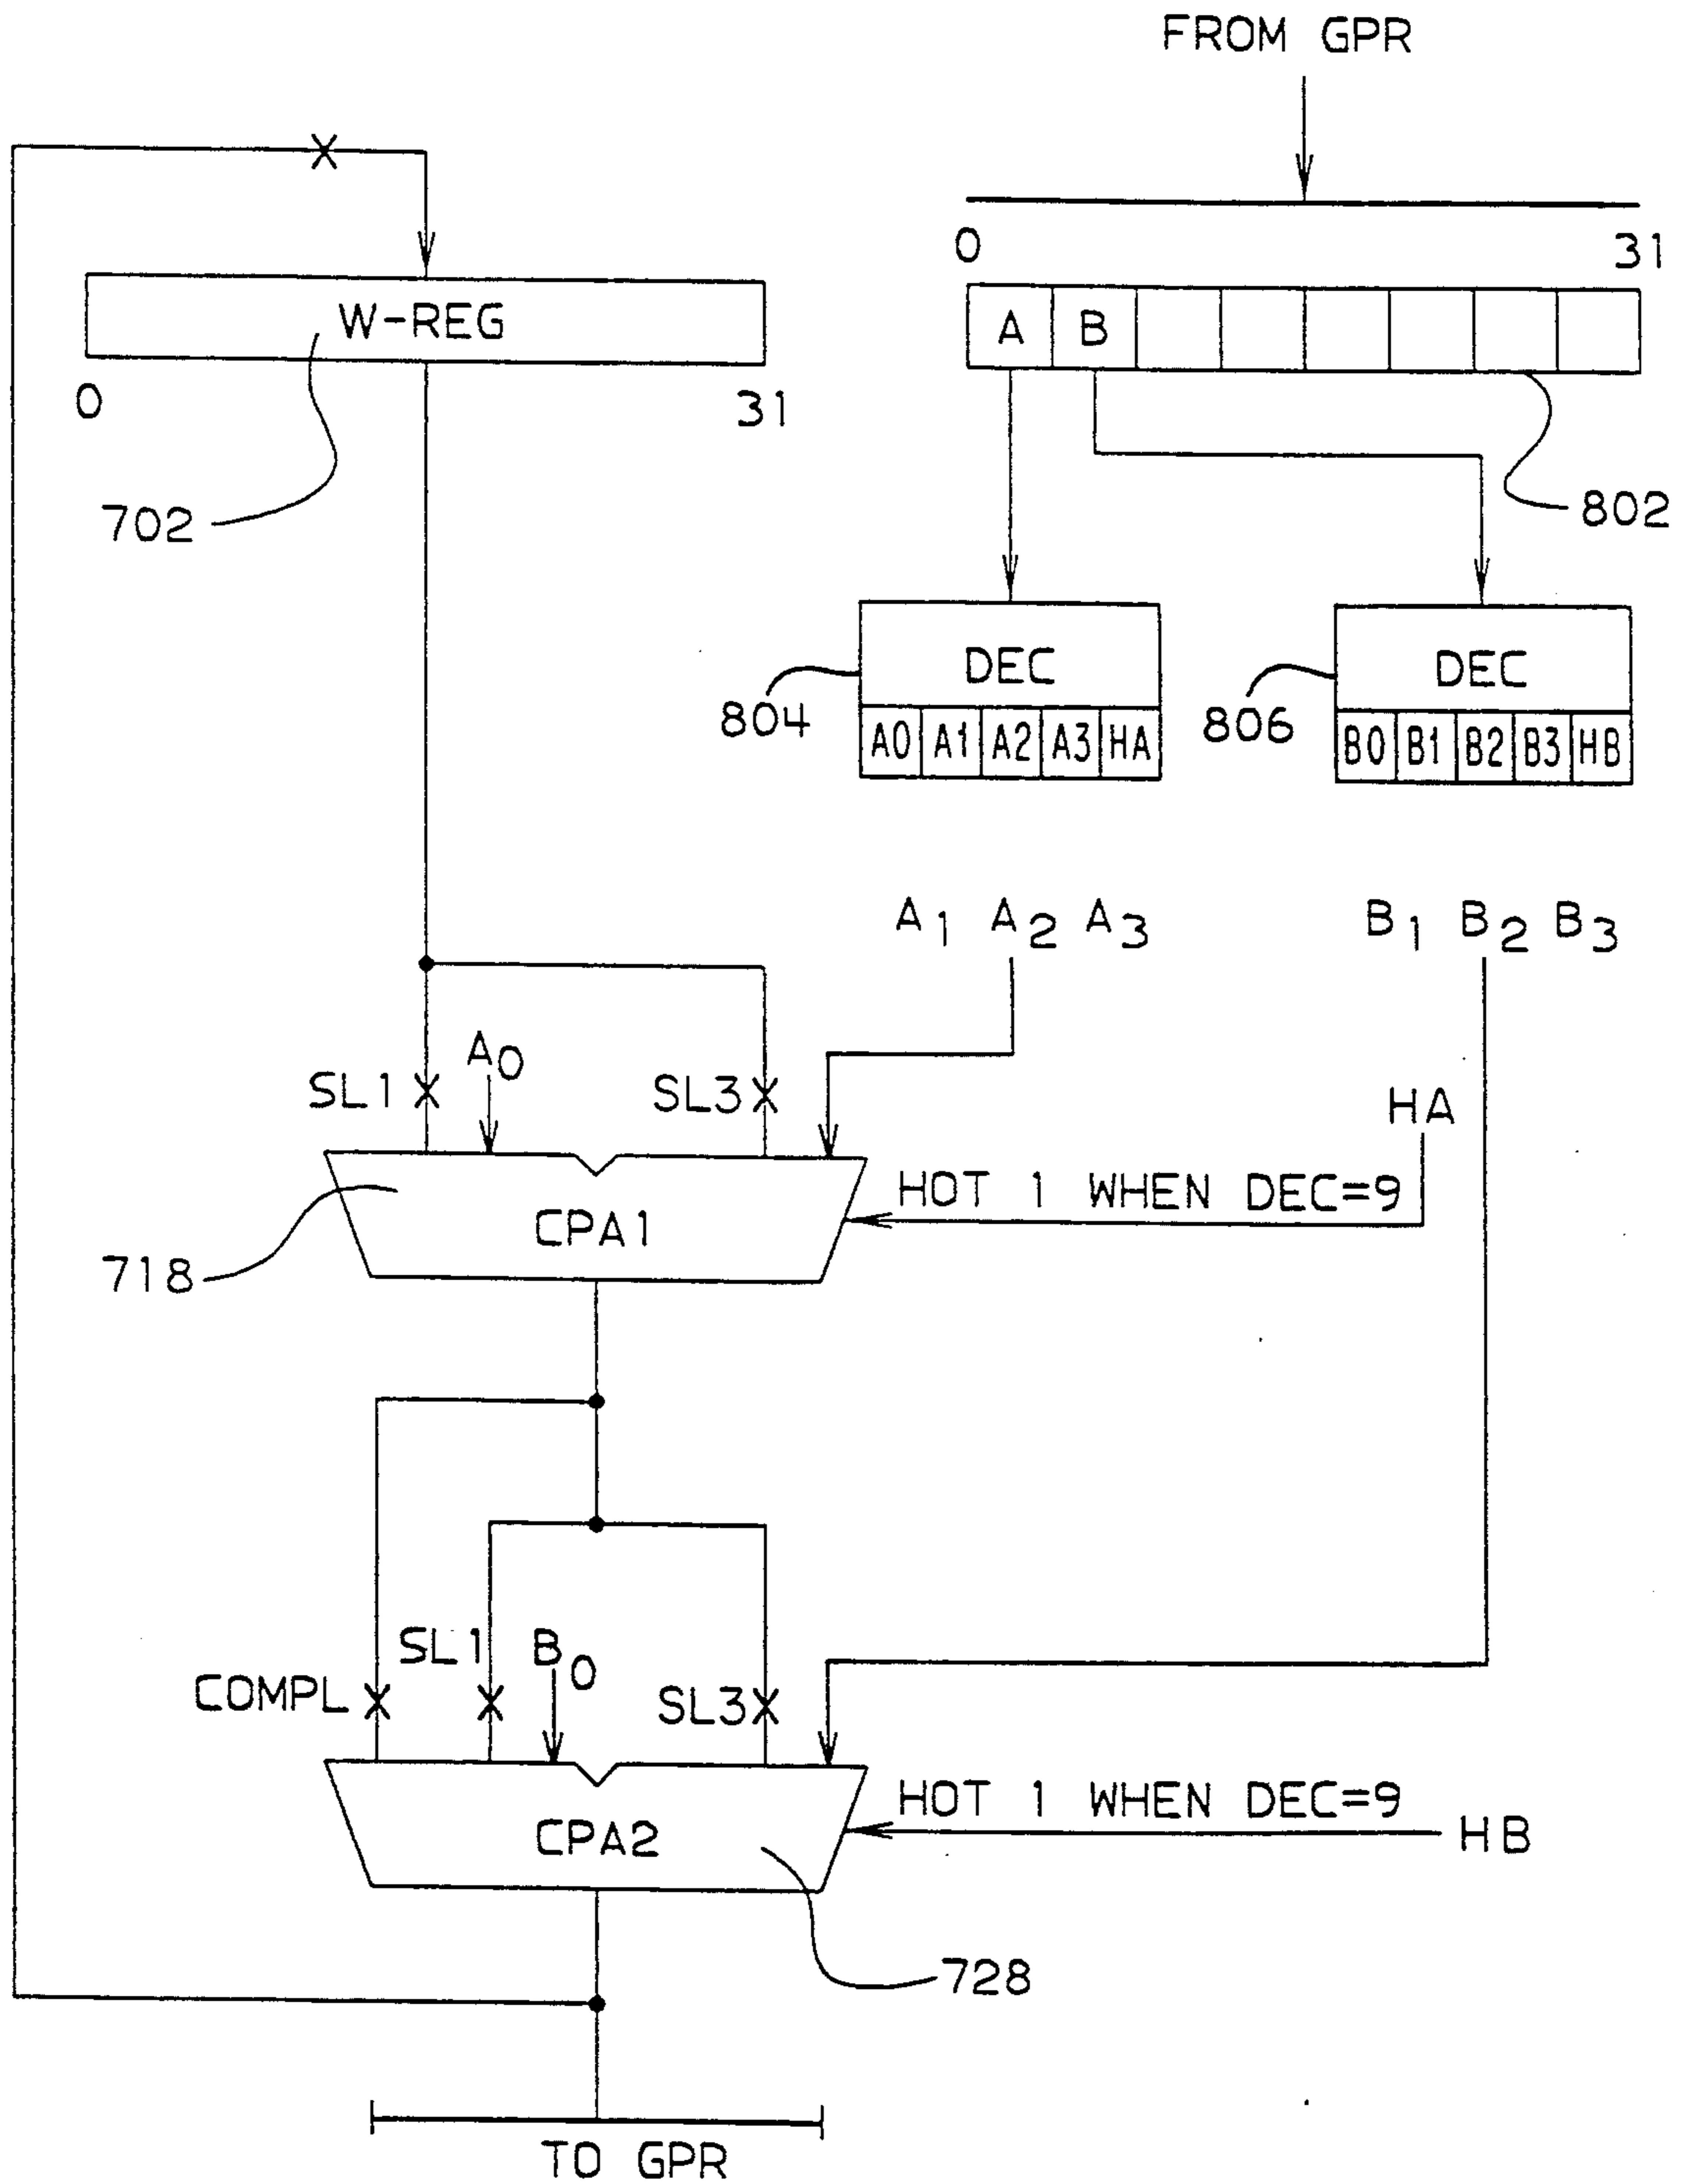 FROM GPR
0 31
W-REG
A B
0 31
702
802
DEC
DEC
804
806
A0 A1 A2 A3 HA
B0 B1 B2 B3 HB
A1 A2 A3
B1 B2 B3
A0
SL1
SL3
HA
HOT 1 WHEN DEC=9
CPA1
718
SL1
B0
COMPL
SL3
HOT 1 WHEN DEC=9
HB
CPA2
728
TO GPR